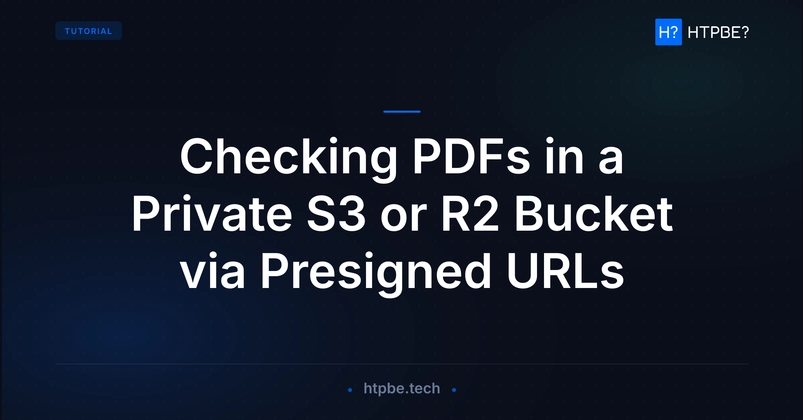 TUTORIAL
H? HTPBE?
Checking PDFs in a
Private S3 or R2 Bucket
via Presigned URLs
htpbe.tech